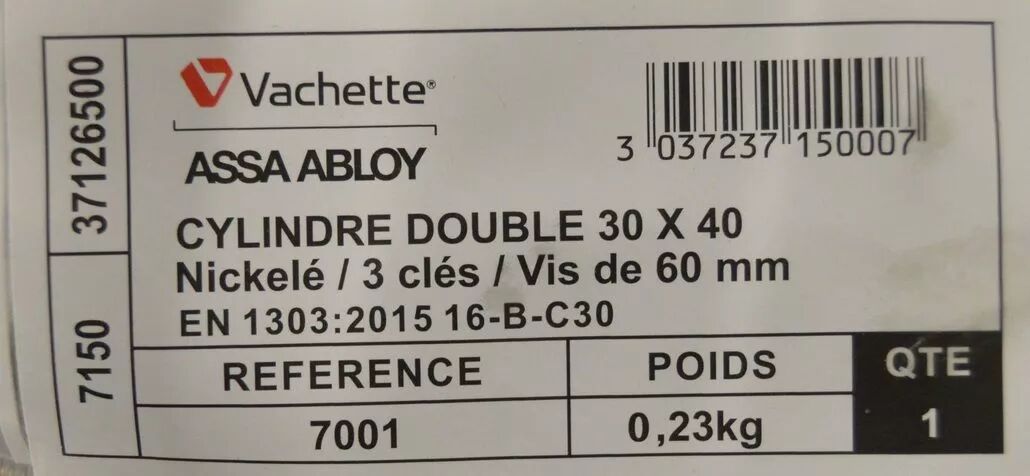 37126500
7150
Vachette®
ASSA ABLOY
3 037237 150007
CYLINDRE DOUBLE 30 X 40
Nickelé / 3 clés / Vis de 60 mm
EN 1303:2015 16-B-C30
REFERENCE POIDS QTE
7001 0,23kg 1